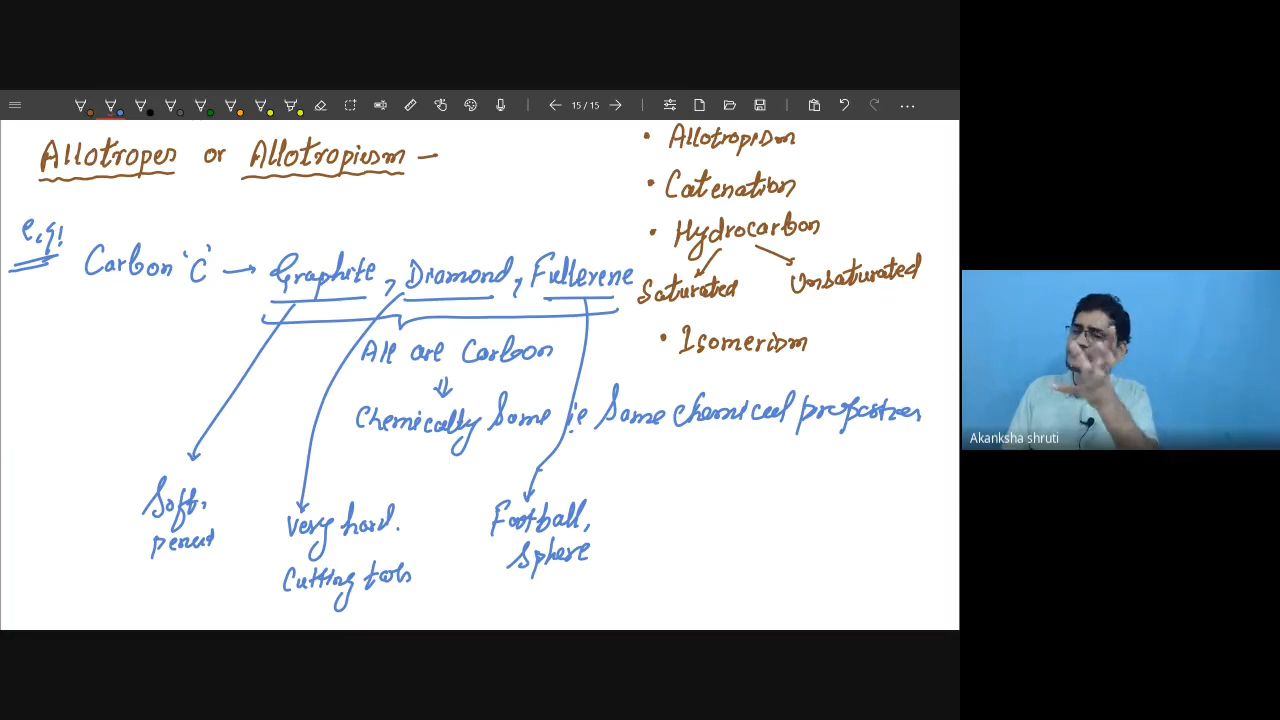 15 / 15
Allotropes or Allotropism -
e.g!
Carbon 'C' → Graphite, Diamond, Fullerene
All are Carbon
⇓
Chemically Same ie Same chemical properties
Soft,
pencil
Very hard.
Cutting tools
Football,
Sphere
• Allotropism
• Catenation
• Hydrocarbon
Saturated Unsaturated
• Isomerism
Akanksha shruti